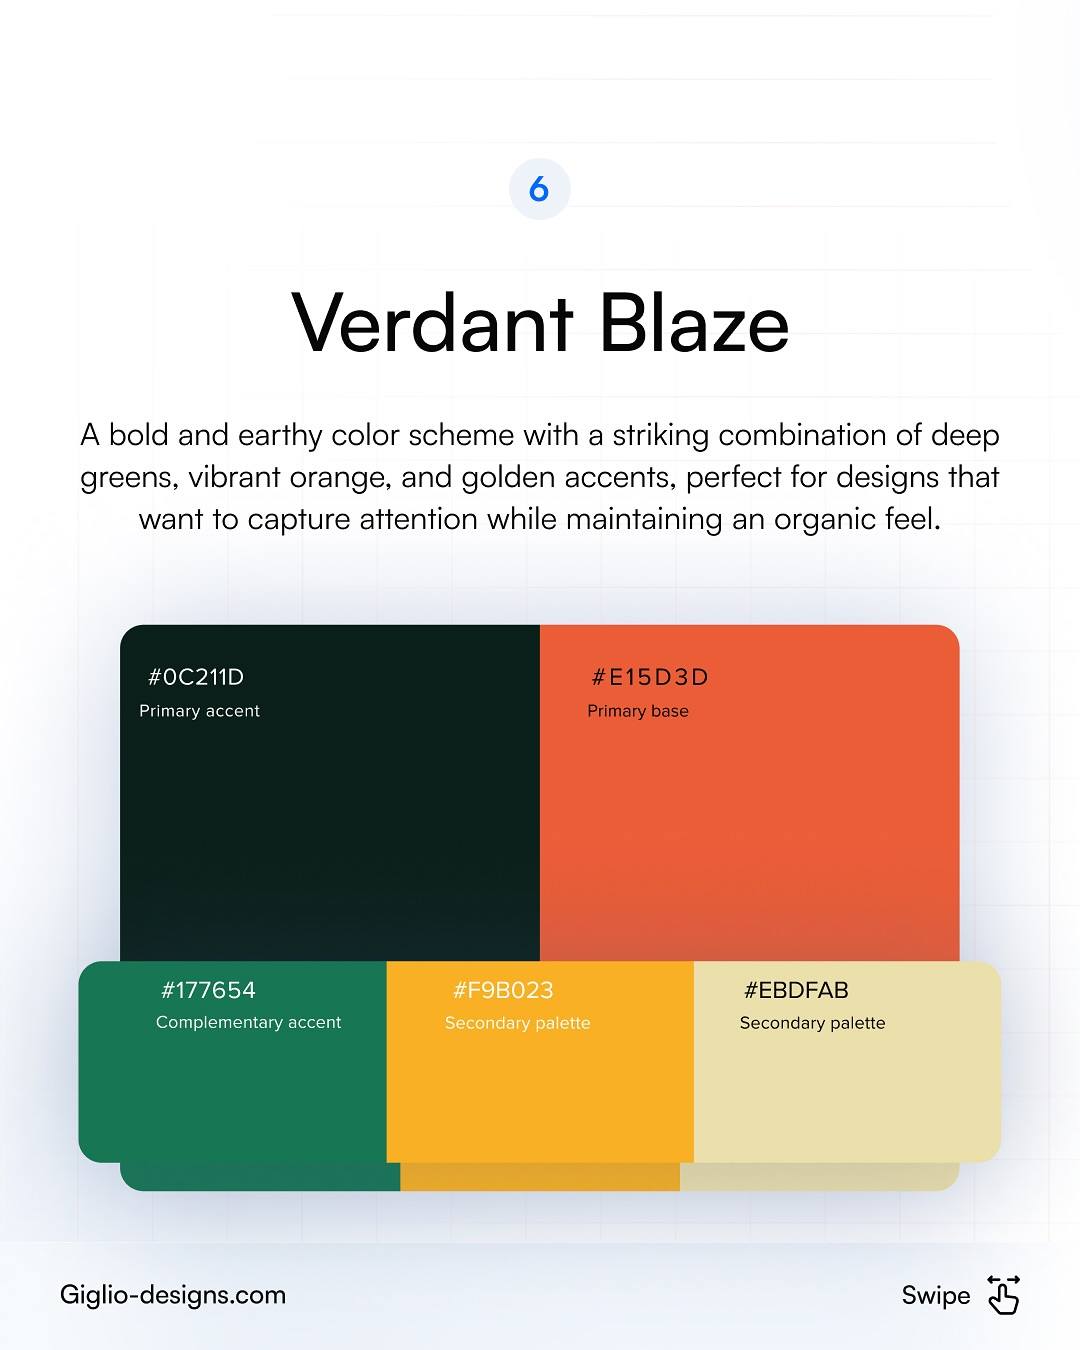 6
Verdant Blaze
A bold and earthy color scheme with a striking combination of deep
greens, vibrant orange, and golden accents, perfect for designs that
want to capture attention while maintaining an organic feel.
#0C211D
Primary accent
#E15D3D
Primary base
#177654
Complementary accent
#F9B023
Secondary palette
#EBDFAB
Secondary palette
Giglio-designs.com
Swipe